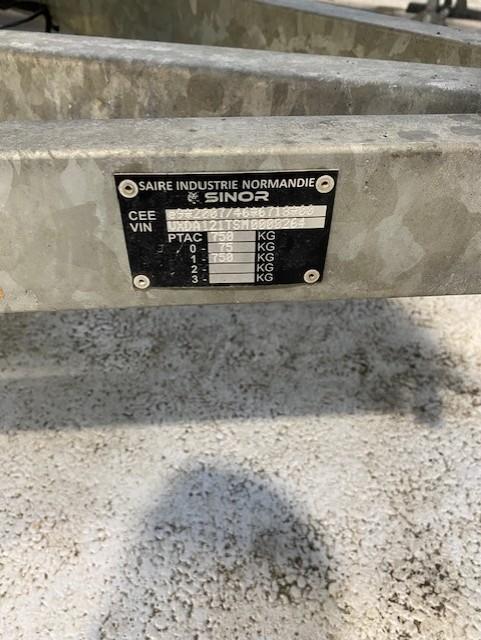 SAIRE INDUSTRIE NORMANDIE
SINOR
CEE
VIN
PTAC 750 KG
0 - 75 KG
1 - 750 KG
2 - KG
3 - KG